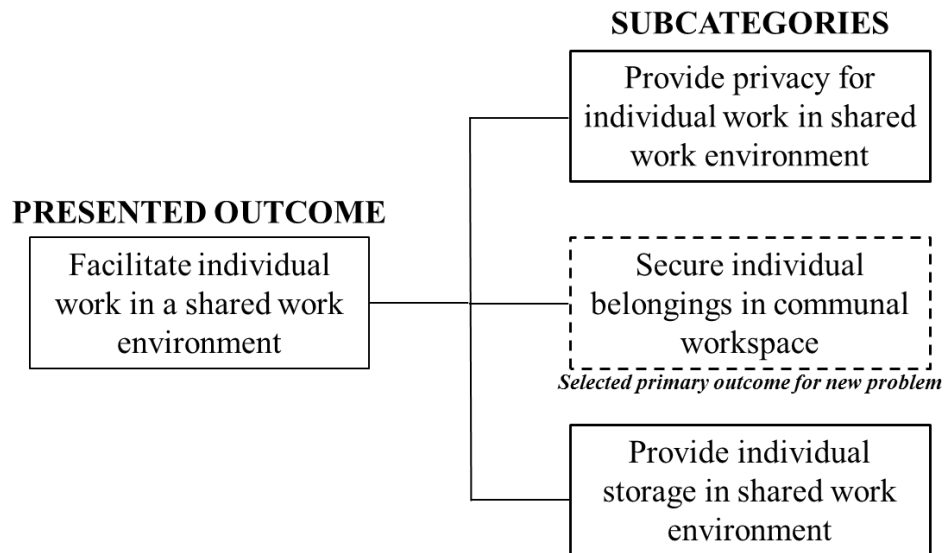 SUBCATEGORIES
Provide privacy for
individual work in shared
work environment
PRESENTED OUTCOME
Facilitate individual
work in a shared work
environment
Secure individual
belongings in communal
workspace
Selected primary outcome for new problem
Provide individual
storage in shared work
environment